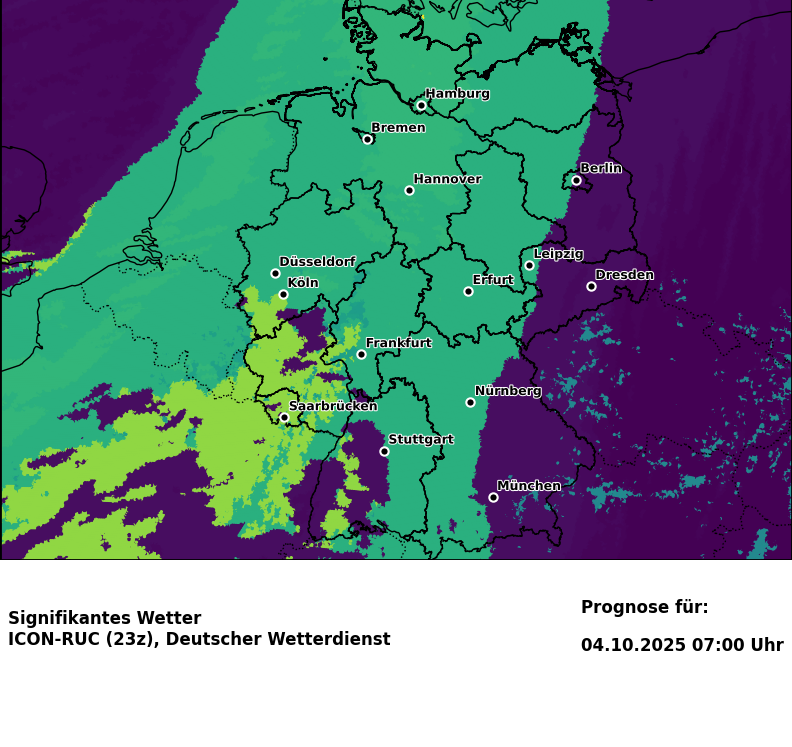 Hamburg
Bremen
Berlin
Hannover
Leipzig
Düsseldorf
Dresden
Köln
Erfurt
Frankfurt
Nürnberg
Saarbrücken
Stuttgart
München
Signifikantes Wetter
ICON-RUC (23z), Deutscher Wetterdienst
Prognose für:
04.10.2025 07:00 Uhr